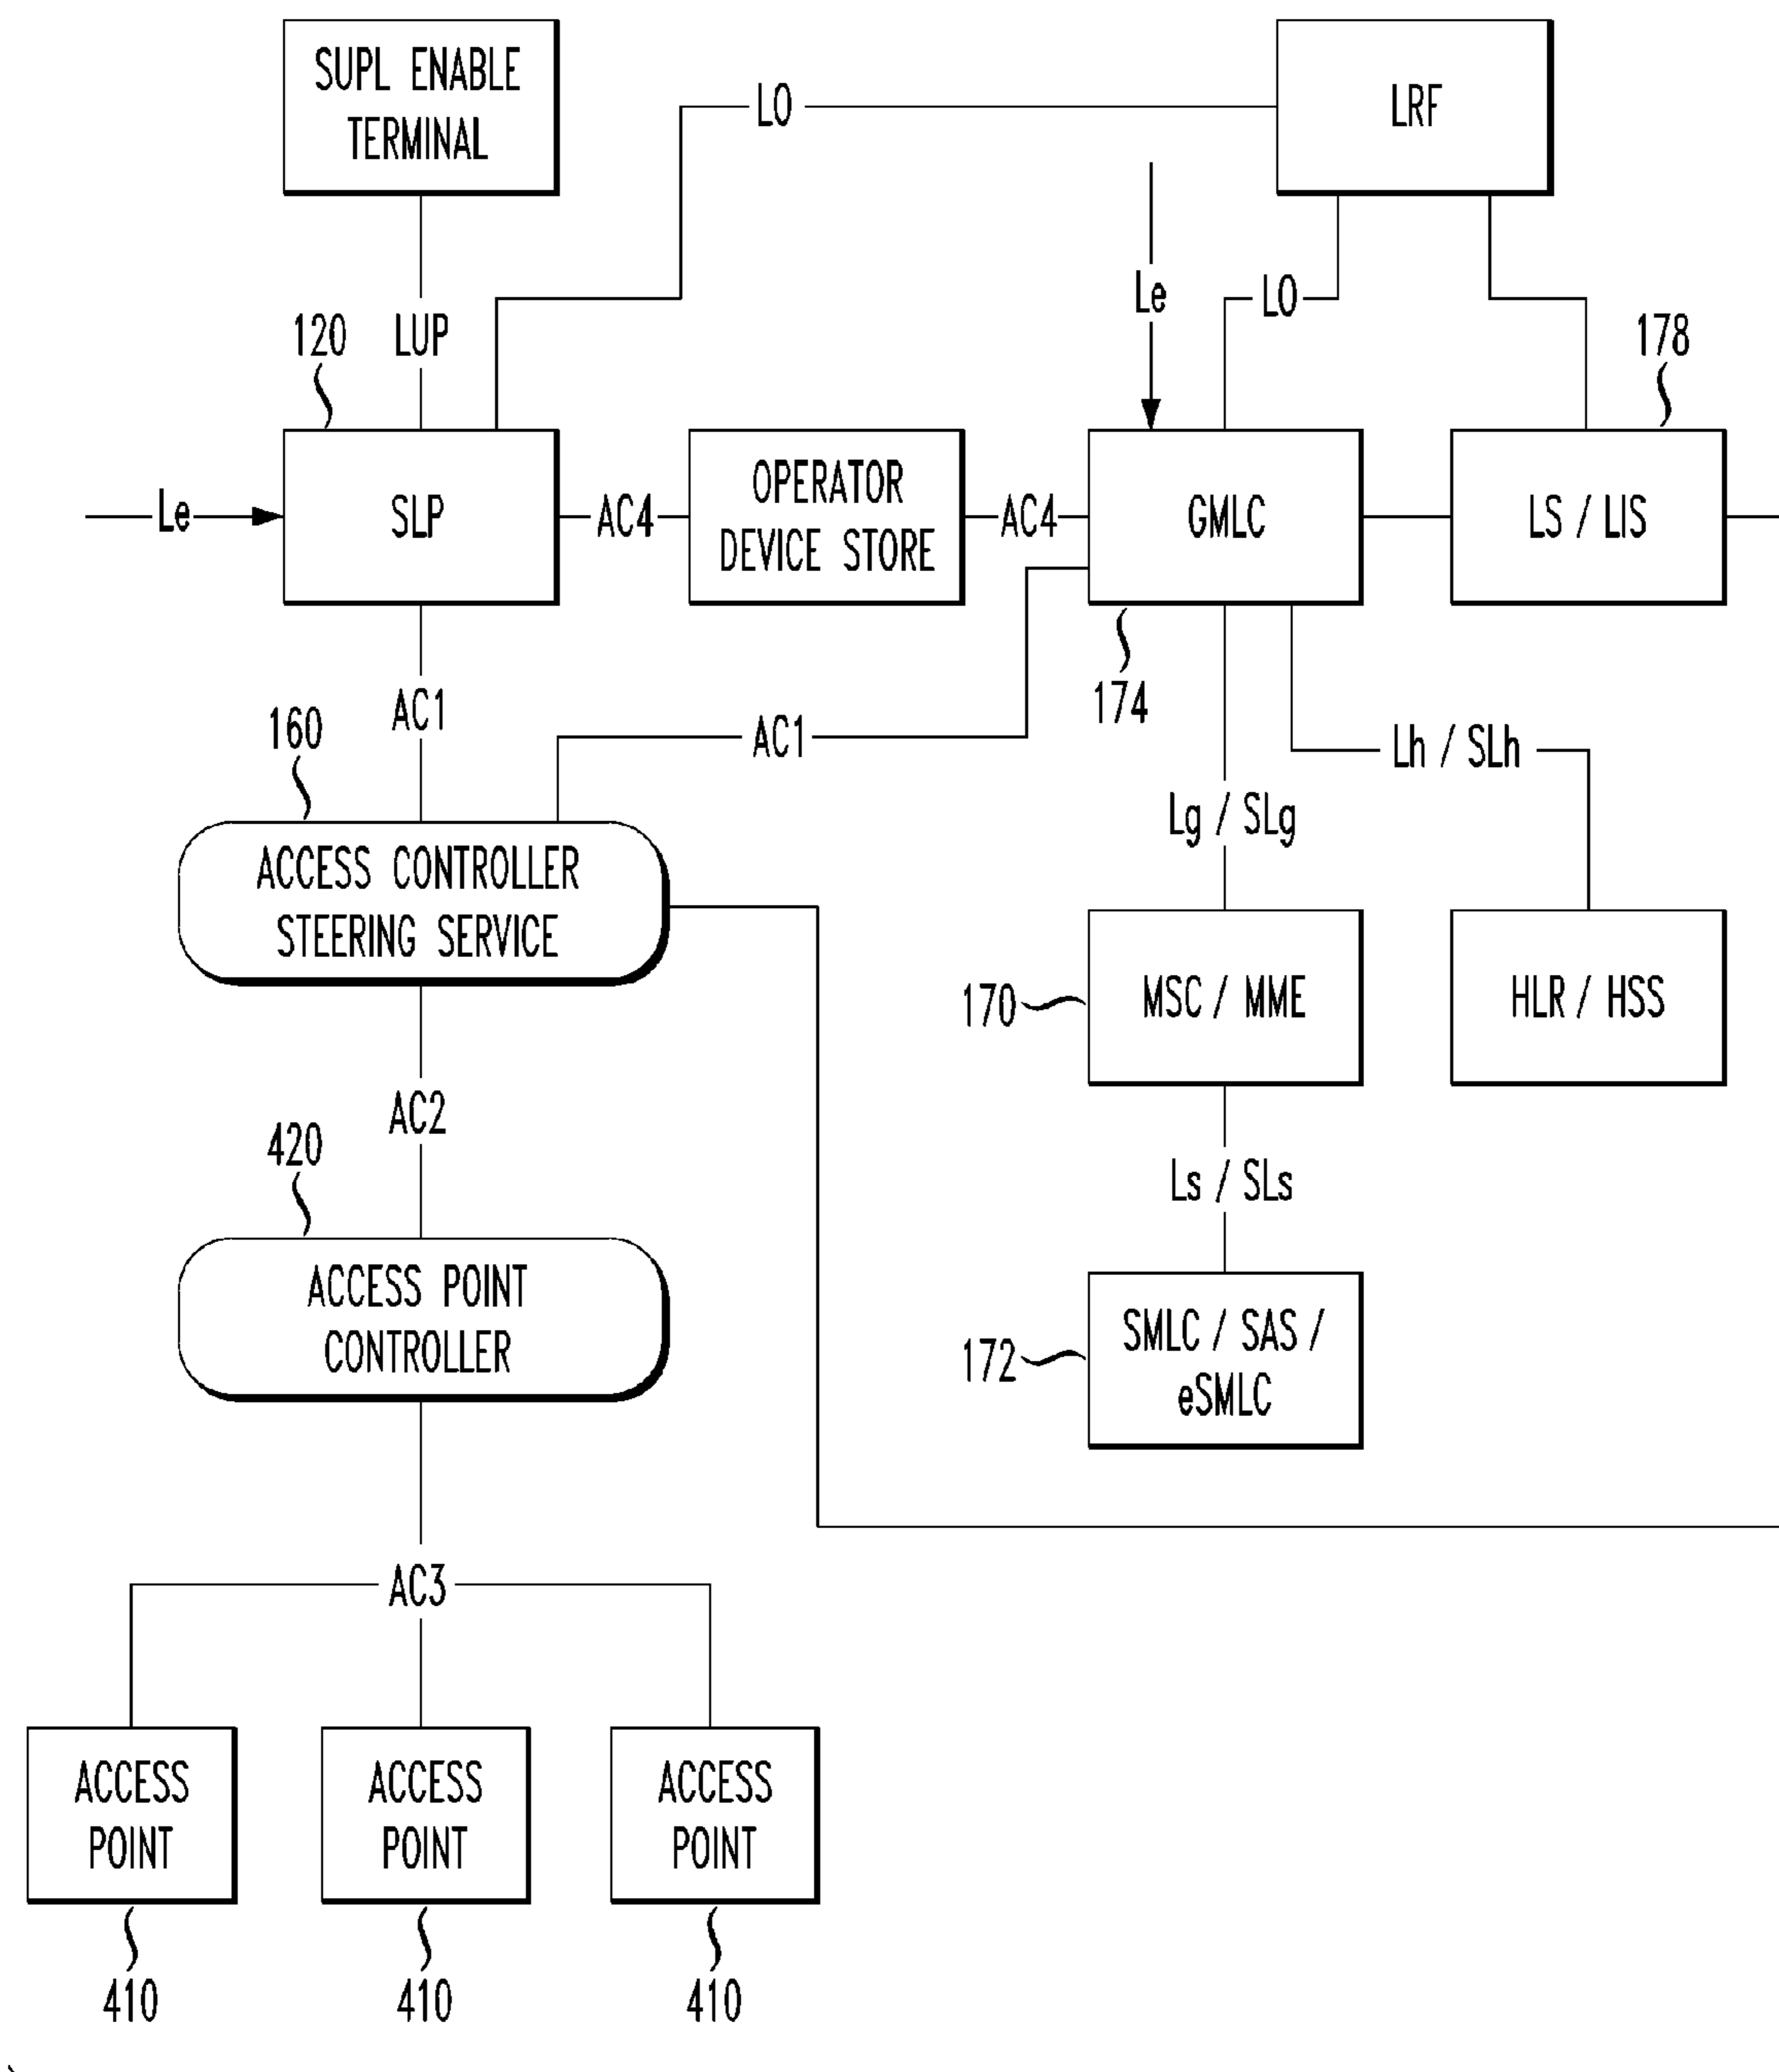 SUPL ENABLE
TERMINAL
LO
LRF
Le
LO
120
LUP
178
Le
SLP
AC4
OPERATOR
DEVICE STORE
AC4
GMLC
LS / LIS
AC1
174
160
AC1
Lh / SLh
Lg / SLg
ACCESS CONTROLLER
STEERING SERVICE
170
MSC / MME
HLR / HSS
AC2
420
Ls / SLs
ACCESS POINT
CONTROLLER
172
SMLC / SAS /
eSMLC
AC3
ACCESS
POINT
ACCESS
POINT
ACCESS
POINT
410
410
410